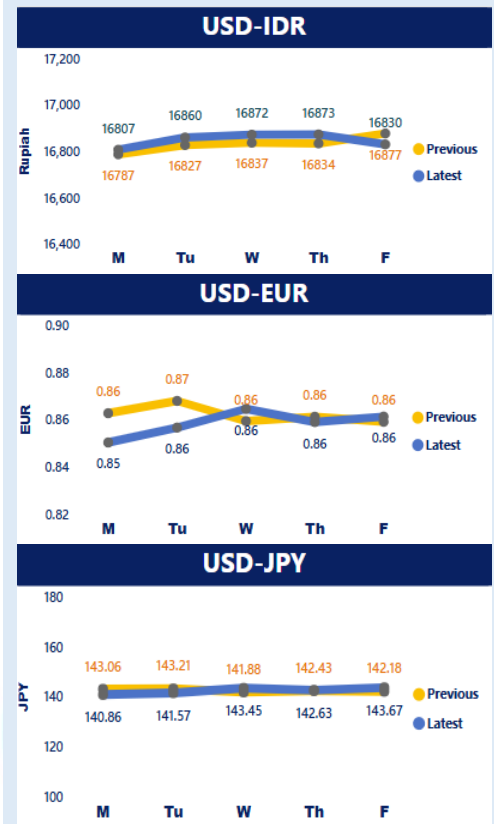 USD-IDR
17,200
17,000
16,800
16,600
16,400
Rupiah
16807 16860 16872 16873 16830
16787 16827 16837 16834 16877
Previous
Latest
M Tu W Th F
USD-EUR
0.90
0.88
0.86
0.84
0.82
EUR
0.86 0.87 0.86 0.86 0.86
0.85 0.86 0.86 0.86 0.86
Previous
Latest
M Tu W Th F
USD-JPY
180
160
140
120
100
JPY
143.06 143.21 141.88 142.43 142.18
140.86 141.57 143.45 142.63 143.67
Previous
Latest
M Tu W Th F